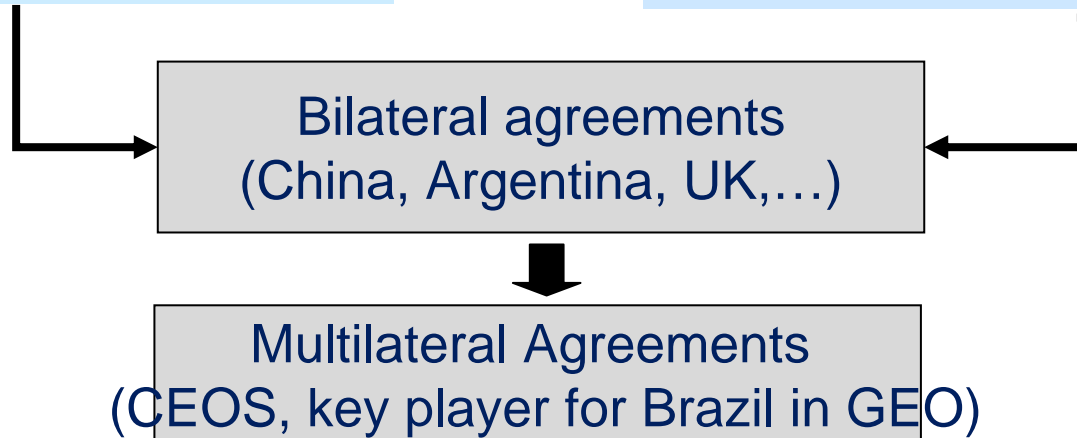 Bilateral agreements
(China, Argentina, UK,…)
Multilateral Agreements
(CEOS, key player for Brazil in GEO)